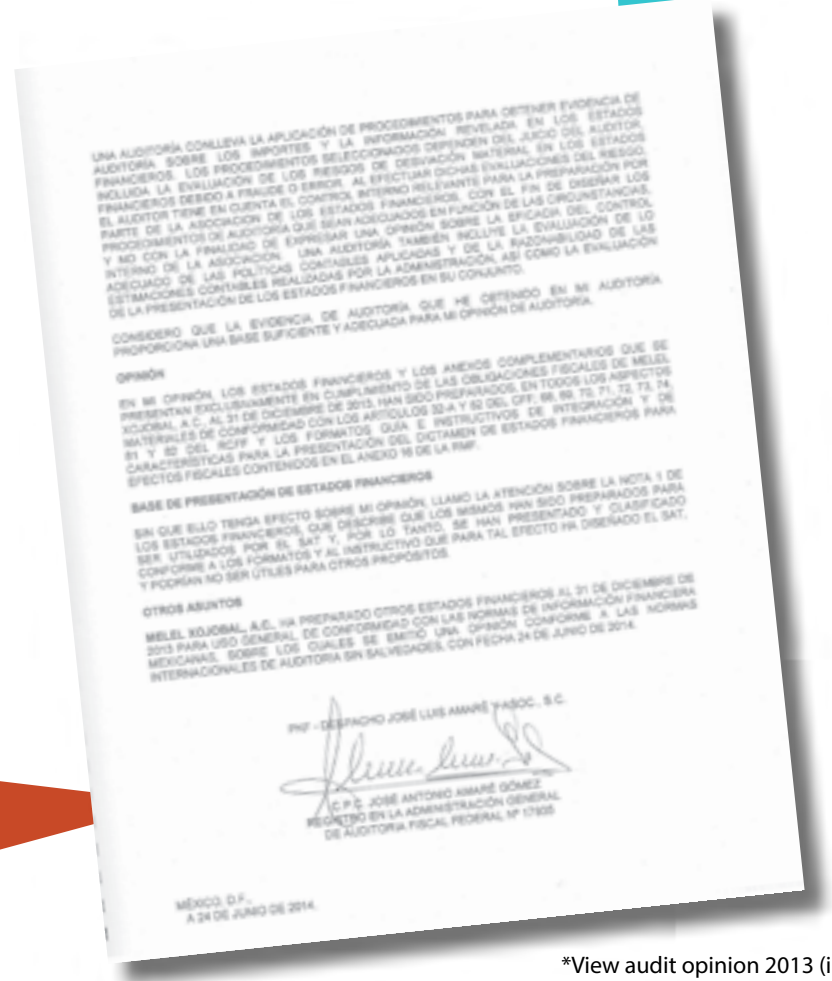 UNA AUDITORÍA CONLLEVA LA APLICACIÓN DE PROCEDIMIENTOS PARA OBTENER EVIDENCIA DE
AUDITORÍA SOBRE LOS IMPORTES Y LA INFORMACIÓN REVELADA EN LOS ESTADOS
FINANCIEROS. LOS PROCEDIMIENTOS SELECCIONADOS DEPENDEN DEL JUICIO DEL AUDITOR,
INCLUIDA LA EVALUACIÓN DE LOS RIESGOS DE DESVIACIÓN MATERIAL EN LOS ESTADOS
FINANCIEROS DEBIDO A FRAUDE O ERROR. AL EFECTUAR DICHAS EVALUACIONES DEL RIESGO,
EL AUDITOR TIENE EN CUENTA EL CONTROL INTERNO RELEVANTE PARA LA PREPARACIÓN POR
PARTE DE LA ASOCIACION DE LOS ESTADOS FINANCIEROS, CON EL FIN DE DISEÑAR LOS
PROCEDIMIENTOS DE AUDITORÍA QUE SEAN ADECUADOS EN FUNCIÓN DE LAS CIRCUNSTANCIAS,
Y NO CON LA FINALIDAD DE EXPRESAR UNA OPINIÓN SOBRE LA EFICACIA DEL CONTROL
INTERNO DE LA ASOCIACION. UNA AUDITORÍA TAMBIÉN INCLUYE LA EVALUACIÓN DE LO
ADECUADO DE LAS POLÍTICAS CONTABLES APLICADAS Y DE LA RAZONABILIDAD DE LAS
ESTIMACIONES CONTABLES REALIZADAS POR LA ADMINISTRACIÓN, ASÍ COMO LA EVALUACIÓN
DE LA PRESENTACIÓN DE LOS ESTADOS FINANCIEROS EN SU CONJUNTO.
CONSIDERO QUE LA EVIDENCIA DE AUDITORÍA QUE HE OBTENIDO EN MI AUDITORÍA
PROPORCIONA UNA BASE SUFICIENTE Y ADECUADA PARA MI OPINIÓN DE AUDITORÍA.
OPINIÓN
EN MI OPINIÓN, LOS ESTADOS FINANCIEROS Y LOS ANEXOS COMPLEMENTARIOS QUE SE
PRESENTAN EXCLUSIVAMENTE EN CUMPLIMIENTO DE LAS OBLIGACIONES FISCALES DE MELEL
XOJOBAL, A.C., AL 31 DE DICIEMBRE DE 2013, HAN SIDO PREPARADOS, EN TODOS LOS ASPECTOS
MATERIALES DE CONFORMIDAD CON LOS ARTÍCULOS 32-A Y 52 DEL CFF; 68, 69, 70, 71, 72, 73, 74,
81 Y 82 DEL RCFF Y LOS FORMATOS GUÍA E INSTRUCTIVOS DE INTEGRACIÓN Y DE
CARACTERÍSTICAS PARA LA PRESENTACIÓN DEL DICTAMEN DE ESTADOS FINANCIEROS PARA
EFECTOS FISCALES CONTENIDOS EN EL ANEXO 16 DE LA RMF.
BASE DE PRESENTACIÓN DE ESTADOS FINANCIEROS
SIN QUE ELLO TENGA EFECTO SOBRE MI OPINIÓN, LLAMO LA ATENCIÓN SOBRE LA NOTA 1 DE
LOS ESTADOS FINANCIEROS, QUE DESCRIBE QUE LOS MISMOS HAN SIDO PREPARADOS PARA
SER UTILIZADOS POR EL SAT Y, POR LO TANTO, SE HAN PRESENTADO Y CLASIFICADO
CONFORME A LOS FORMATOS Y AL INSTRUCTIVO QUE PARA TAL EFECTO HA DISEÑADO EL SAT,
Y PODRÍAN NO SER ÚTILES PARA OTROS PROPÓSITOS.
OTROS ASUNTOS
MELEL XOJOBAL, A.C., HA PREPARADO OTROS ESTADOS FINANCIEROS AL 31 DE DICIEMBRE DE
2013 PARA USO GENERAL, DE CONFORMIDAD CON LAS NORMAS DE INFORMACIÓN FINANCIERA
MEXICANAS, SOBRE LOS CUALES SE EMITIÓ UNA OPINIÓN CONFORME A LAS NORMAS
INTERNACIONALES DE AUDITORIA SIN SALVEDADES, CON FECHA 24 DE JUNIO DE 2014.
PKF - DESPACHO JOSÉ LUIS AMARÉ Y ASOC., S.C.
C.P.C. JOSÉ ANTONIO AMARÉ GÓMEZ
REGISTRO EN LA ADMINISTRACIÓN GENERAL
DE AUDITORIA FISCAL FEDERAL Nº 17935
MÉXICO, D.F.,
A 24 DE JUNIO DE 2014.
*View audit opinion 2013 (i